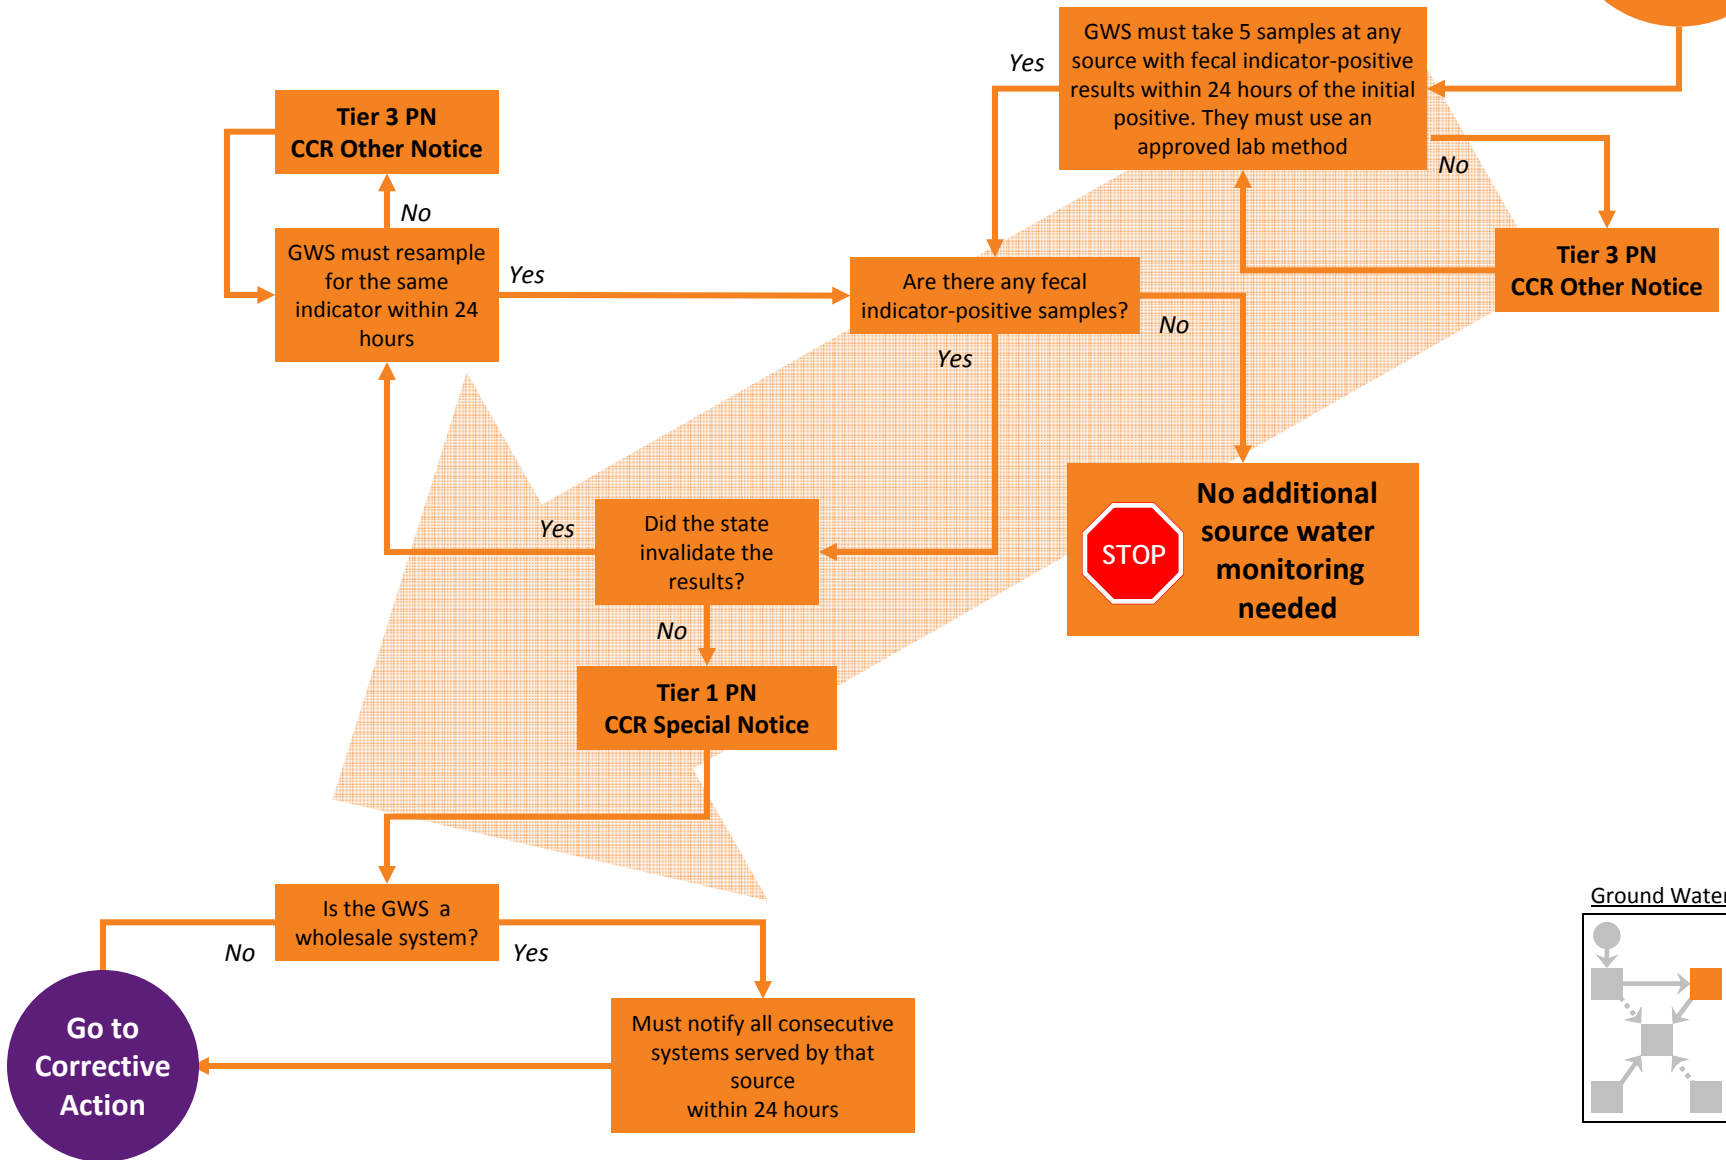 GWS must take 5 samples at any
source with fecal indicator-positive
results within 24 hours of the initial
positive. They must use an
approved lab method
Yes
No
Tier 3 PN
CCR Other Notice
No
GWS must resample
for the same
indicator within 24
hours
Yes
Are there any fecal
indicator-positive samples?
No
Yes
Tier 3 PN
CCR Other Notice
STOP
No additional
source water
monitoring
needed
Did the state
invalidate the
results?
Yes
No
Tier 1 PN
CCR Special Notice
Is the GWS a
wholesale system?
No
Yes
Go to
Corrective
Action
Must notify all consecutive
systems served by that
source
within 24 hours
Ground Water